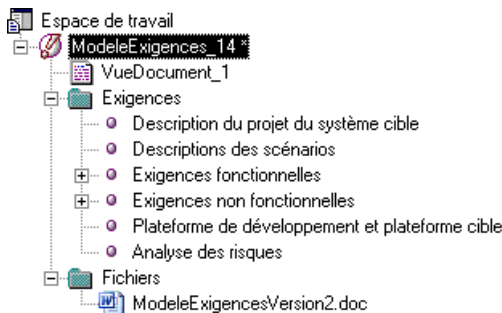 Espace de travail
ModeleExigences_14 *
VueDocument_1
Exigences
Description du projet du système cible
Descriptions des scénarios
Exigences fonctionnelles
Exigences non fonctionnelles
Plateforme de développement et plateforme cible
Analyse des risques
Fichiers
ModeleExigencesVersion2.doc